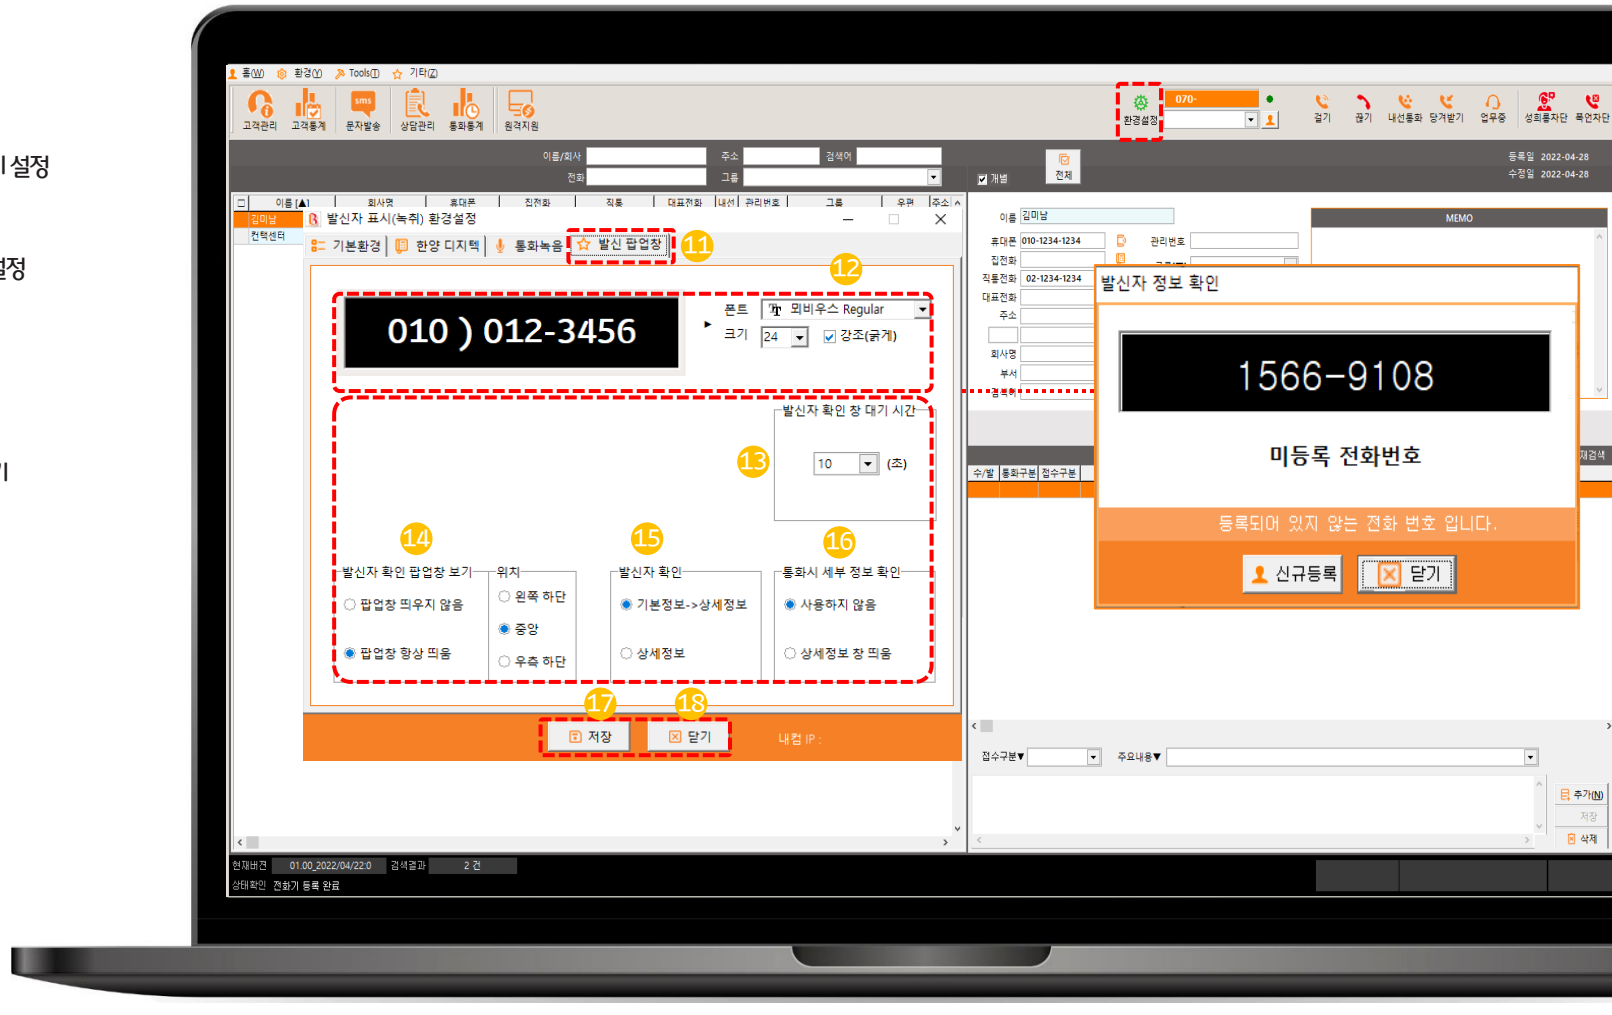 홈(W) 환경(Y) Tools(T) 기타(Z)
고객관리 고객통계 문자발송 상담관리 통화통계 원격지원
sms
환경설정
070-
걸기 끊기 내선통화 당겨받기 업무중 성희롱차단 폭언차단
이름/회사 주소 검색어
전화 그룹
개별 전체
등록일 2022-04-28
수정일 2022-04-28
이름 [▲] 회사명 휴대폰 집전화 직통 대표전화 내선 관리번호 그룹 우편 주소
김미남
컨택센터
설정
설정
기
발신자 표시(녹취) 환경설정
기본환경 한양 디지텍 통화녹음 발신 팝업창 11
12
010 ) 012-3456
폰트 뫼비우스 Regular
크기 24 강조(굵게)
발신자 확인 창 대기 시간
13 10 (초)
14 15 16
발신자 확인 팝업창 보기 위치 발신자 확인 통화시 세부 정보 확인
팝업창 띄우지 않음 왼쪽 하단 기본정보->상세정보 사용하지 않음
중앙
팝업창 항상 띄움 우측 하단 상세정보 상세정보 창 띄움
17 18
저장 닫기 내컴 IP :
이름 김미남
휴대폰 010-1234-1234 관리번호
집전화
직통전화 02-1234-1234
대표전화
주소
회사명
부서
검색어
MEMO
발신자 정보 확인
1566-9108
미등록 전화번호
등록되어 있지 않는 전화 번호 입니다.
신규등록 닫기
재검색
수/발 통화구분 접수구분
접수구분▼ 주요내용▼
추가(N)
저장
삭제
현재버전 01.00_2022/04/22:0 검색결과 2 건
상태확인 전화기 등록 완료